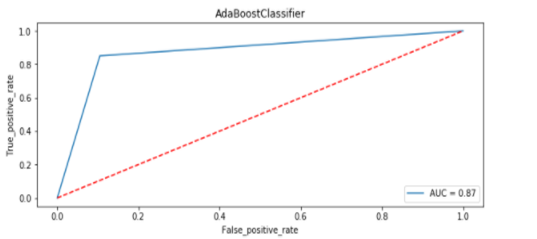 AdaBoostClassifier
True_positive_rate
1.0
0.8
0.6
0.4
0.2
0.0
AUC = 0.87
0.0 0.2 0.4 0.6 0.8 1.0
False_positive_rate